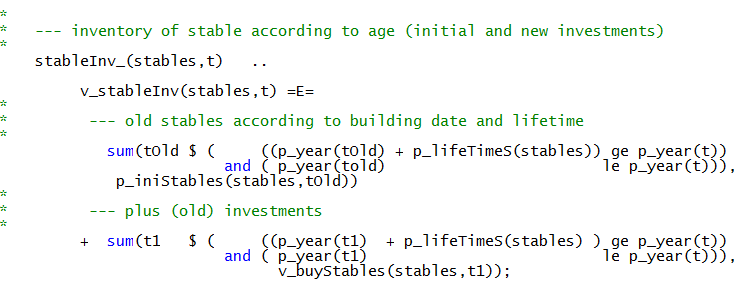 *
*   --- inventory of stable according to age (initial and new investments)
*
    stableInv_(stables,t)   ..
         v_stableInv(stables,t) =E=
*
*         --- old stables according to building date and lifetime
*
            sum(tOld $ (     ((p_year(tOld) + p_lifeTimeS(stables)) ge p_year(t))
                         and ( p_year(told)                        le p_year(t))),
             p_iniStables(stables,tOld))
*
*         --- plus (old) investments
*
         +  sum(t1   $ (     ((p_year(t1)  + p_lifeTimeS(stables) ) ge p_year(t))
                         and ( p_year(t1)                          le p_year(t))),
                               v_buyStables(stables,t1));